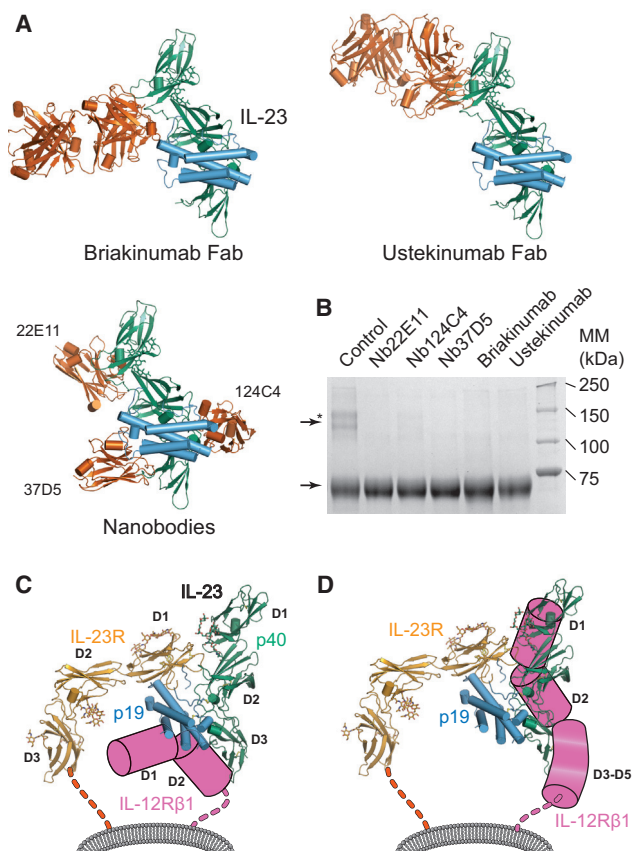 A
IL-23
Briakinumab Fab
Ustekinumab Fab
22E11
124C4
37D5
Nanobodies
B
Control
Nb22E11
Nb124C4
Nb37D5
Briakinumab
Ustekinumab
MM
(kDa)
250
150
100
75
*
C
IL-23
IL-23R
D1
D1
D2
p40
p19
D2
D3
D3
D1
D2
IL-12Rβ1
D
IL-23R
D1
p19
D2
D3-D5
IL-12Rβ1